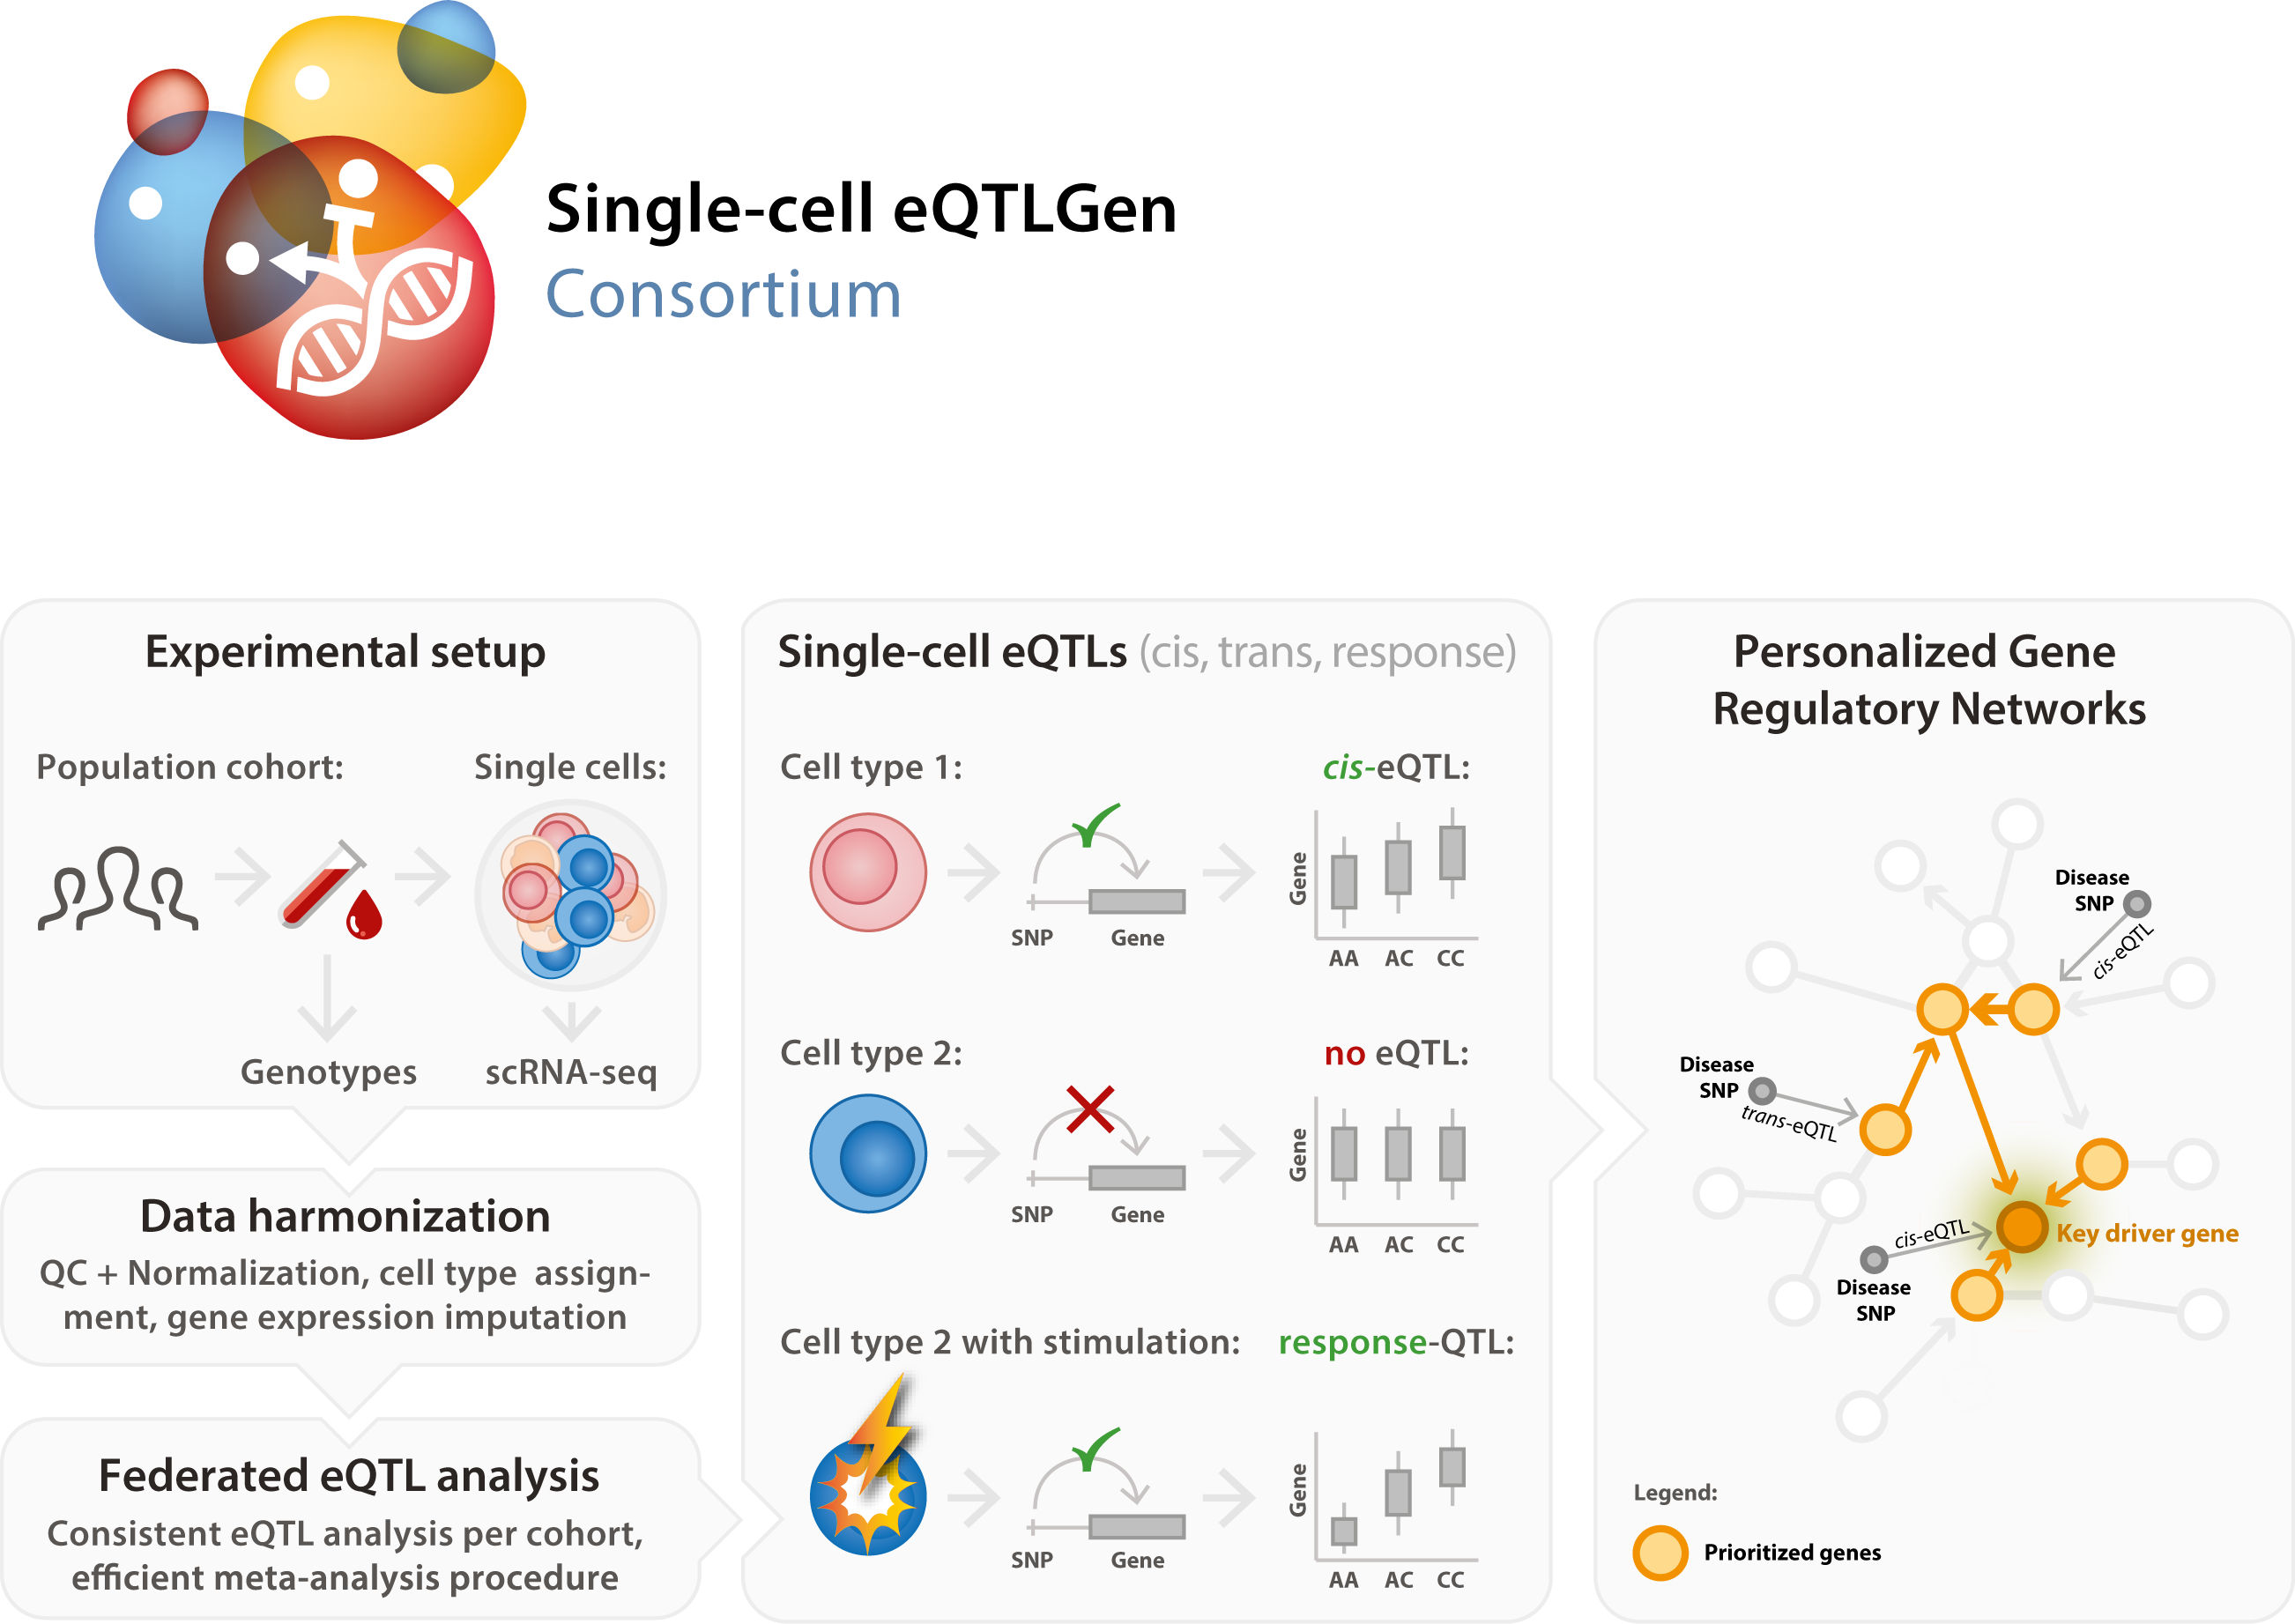 Single-cell eQTLGen
Consortium
Experimental setup
Population cohort:
Single cells:
Genotypes
scRNA-seq
Data harmonization
QC + Normalization, cell type assign-
ment, gene expression imputation
Federated eQTL analysis
Consistent eQTL analysis per cohort,
efficient meta-analysis procedure
Single-cell eQTLs (cis, trans, response)
Cell type 1:
cis-eQTL:
SNP
Gene
Gene
AA
AC
CC
Cell type 2:
no eQTL:
SNP
Gene
Gene
AA
AC
CC
Cell type 2 with stimulation:
response-QTL:
SNP
Gene
Gene
AA
AC
CC
Personalized Gene
Regulatory Networks
Disease
SNP
cis-eQTL
Disease
SNP
trans-eQTL
cis-eQTL
Key driver gene
Disease
SNP
Legend:
Prioritized genes